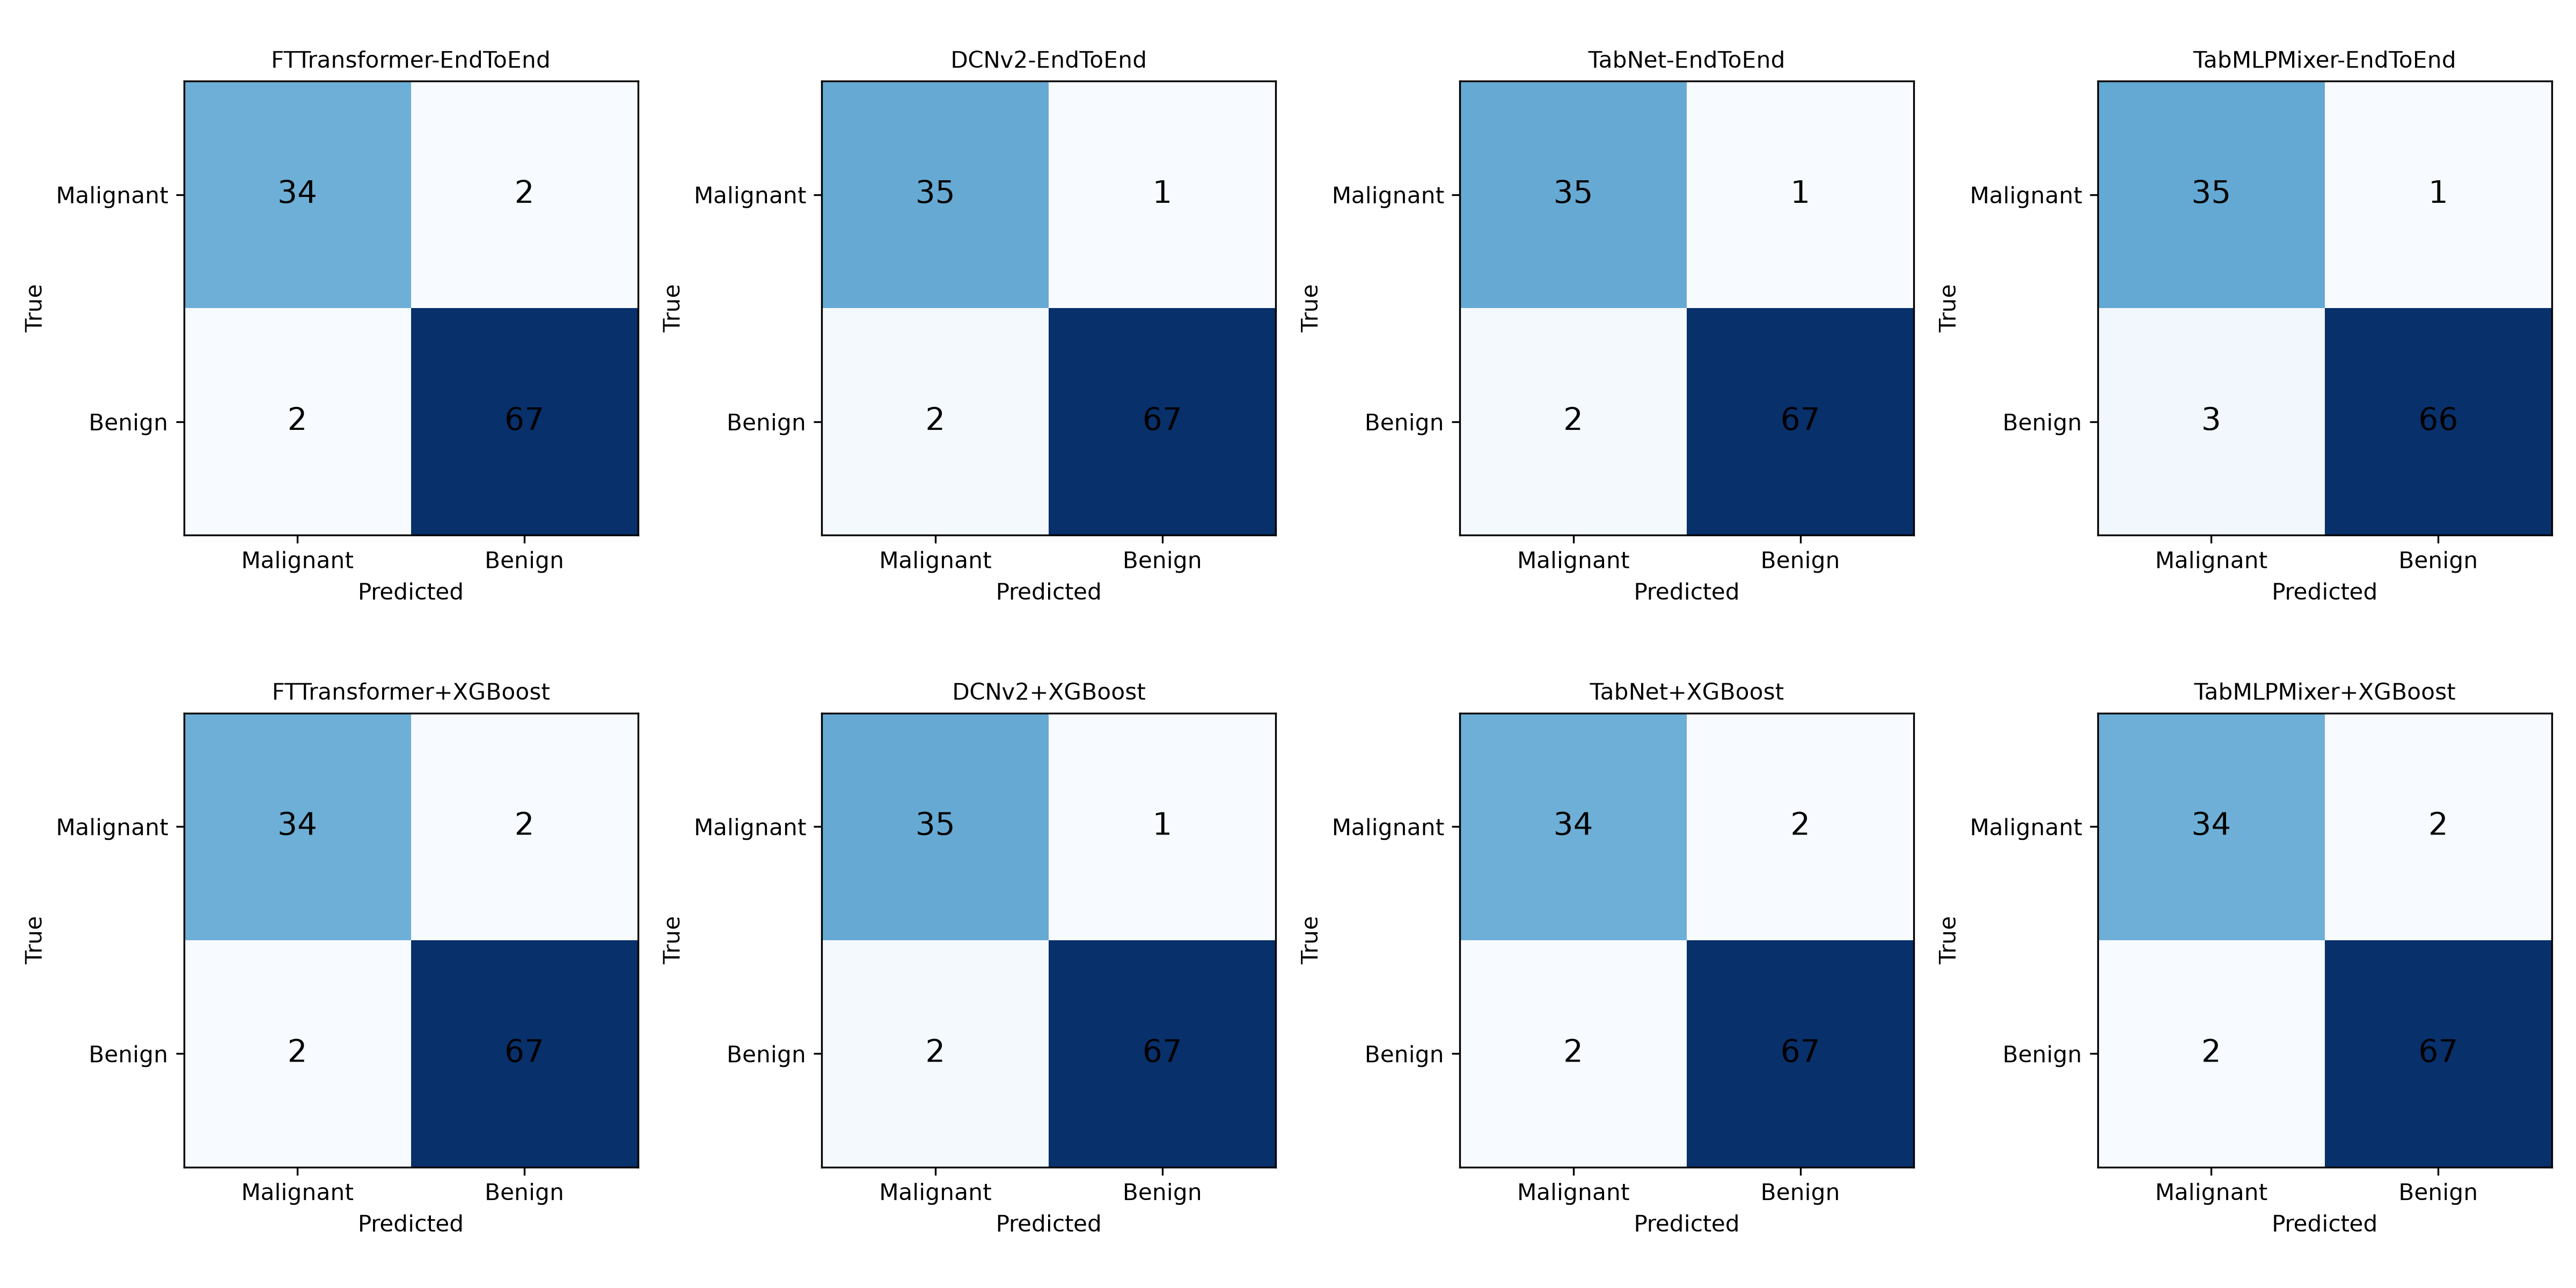 FTTransformer-EndToEnd
True
Malignant
Benign
34
2
2
67
Malignant
Benign
Predicted
DCNv2-EndToEnd
True
Malignant
Benign
35
1
2
67
Malignant
Benign
Predicted
TabNet-EndToEnd
True
Malignant
Benign
35
1
2
67
Malignant
Benign
Predicted
TabMLPMixer-EndToEnd
True
Malignant
Benign
35
1
3
66
Malignant
Benign
Predicted
FTTransformer+XGBoost
True
Malignant
Benign
34
2
2
67
Malignant
Benign
Predicted
DCNv2+XGBoost
True
Malignant
Benign
35
1
2
67
Malignant
Benign
Predicted
TabNet+XGBoost
True
Malignant
Benign
34
2
2
67
Malignant
Benign
Predicted
TabMLPMixer+XGBoost
True
Malignant
Benign
34
2
2
67
Malignant
Benign
Predicted